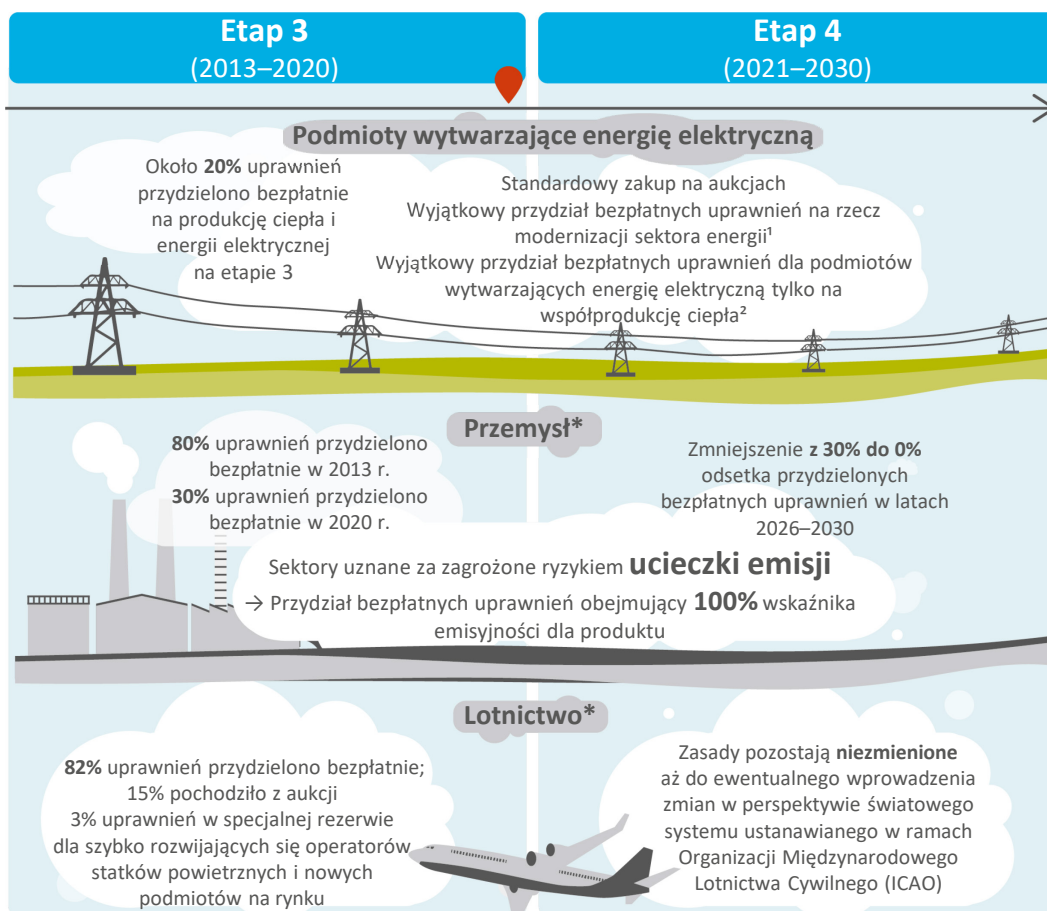 Etap 3
(2013–2020)
Etap 4
(2021–2030)
Podmioty wytwarzające energię elektryczną
Około 20% uprawnień
przydzielono bezpłatnie
na produkcję ciepła i
energii elektrycznej
na etapie 3
Standardowy zakup na aukcjach
Wyjątkowy przydział bezpłatnych uprawnień na rzecz
modernizacji sektora energii¹
Wyjątkowy przydział bezpłatnych uprawnień dla podmiotów
wytwarzających energię elektryczną tylko na
współprodukcję ciepła²
Przemysł*
80% uprawnień przydzielono
bezpłatnie w 2013 r.
30% uprawnień przydzielono
bezpłatnie w 2020 r.
Zmniejszenie z 30% do 0%
odsetka przydzielonych
bezpłatnych uprawnień w latach
2026–2030
Sektory uznane za zagrożone ryzykiem ucieczki emisji
→ Przydział bezpłatnych uprawnień obejmujący 100% wskaźnika
emisyjności dla produktu
Lotnictwo*
82% uprawnień przydzielono bezpłatnie;
15% pochodziło z aukcji
3% uprawnień w specjalnej rezerwie
dla szybko rozwijających się operatorów
statków powietrznych i nowych
podmiotów na rynku
Zasady pozostają niezmienione
aż do ewentualnego wprowadzenia
zmian w perspektywie światowego
systemu ustanawianego w ramach
Organizacji Międzynarodowego
Lotnictwa Cywilnego (ICAO)